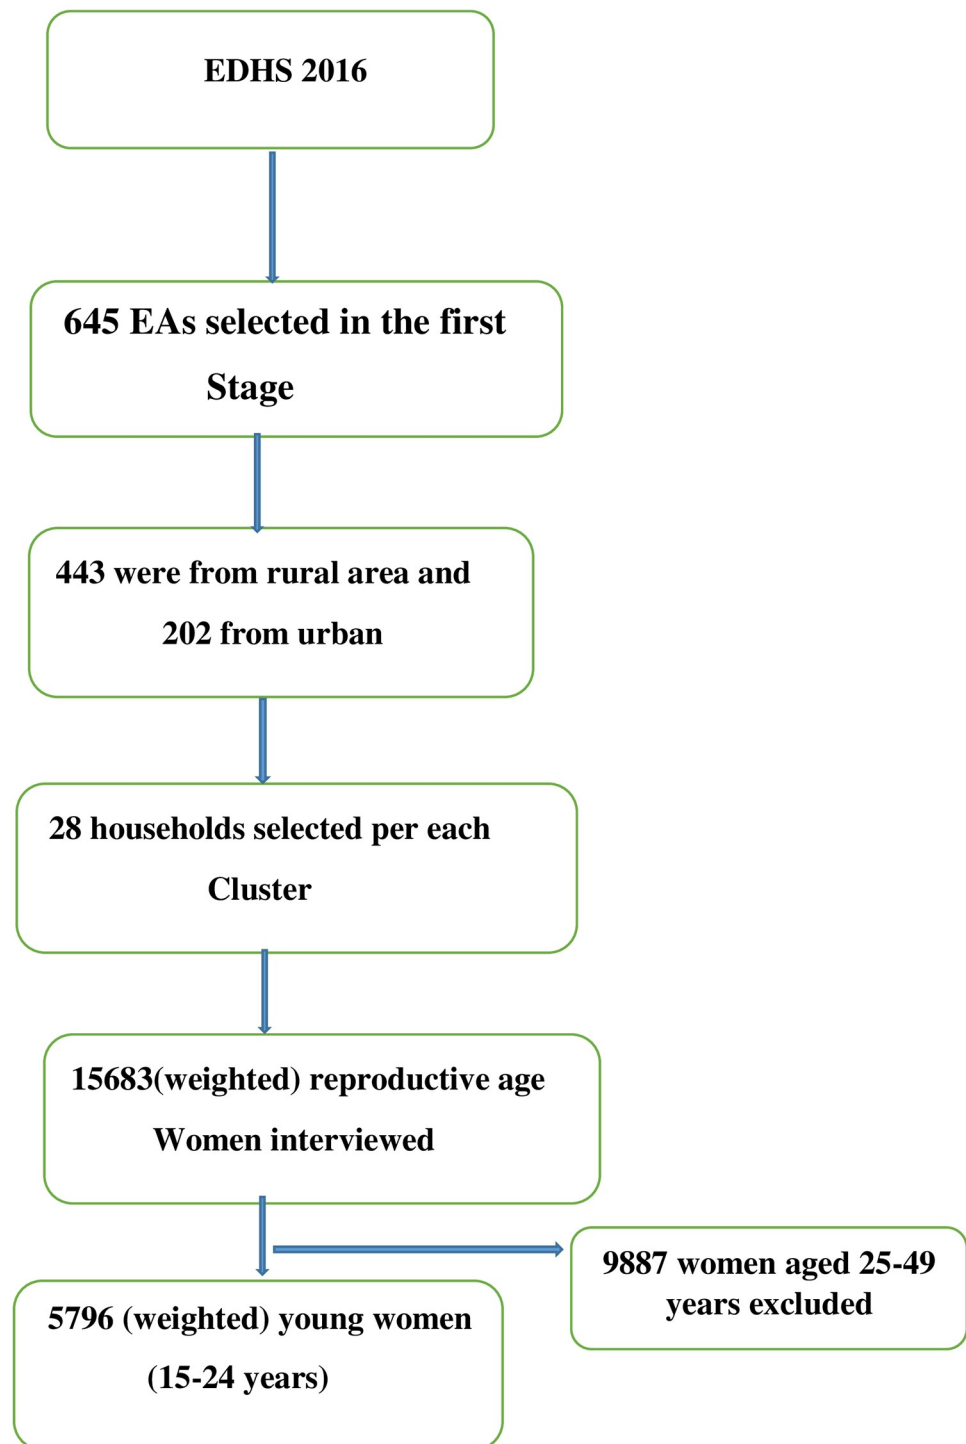 EDHS 2016
645 EAs selected in the first
Stage
443 were from rural area and
202 from urban
28 households selected per each
Cluster
15683(weighted) reproductive age
Women interviewed
9887 women aged 25-49
years excluded
5796 (weighted) young women
(15-24 years)